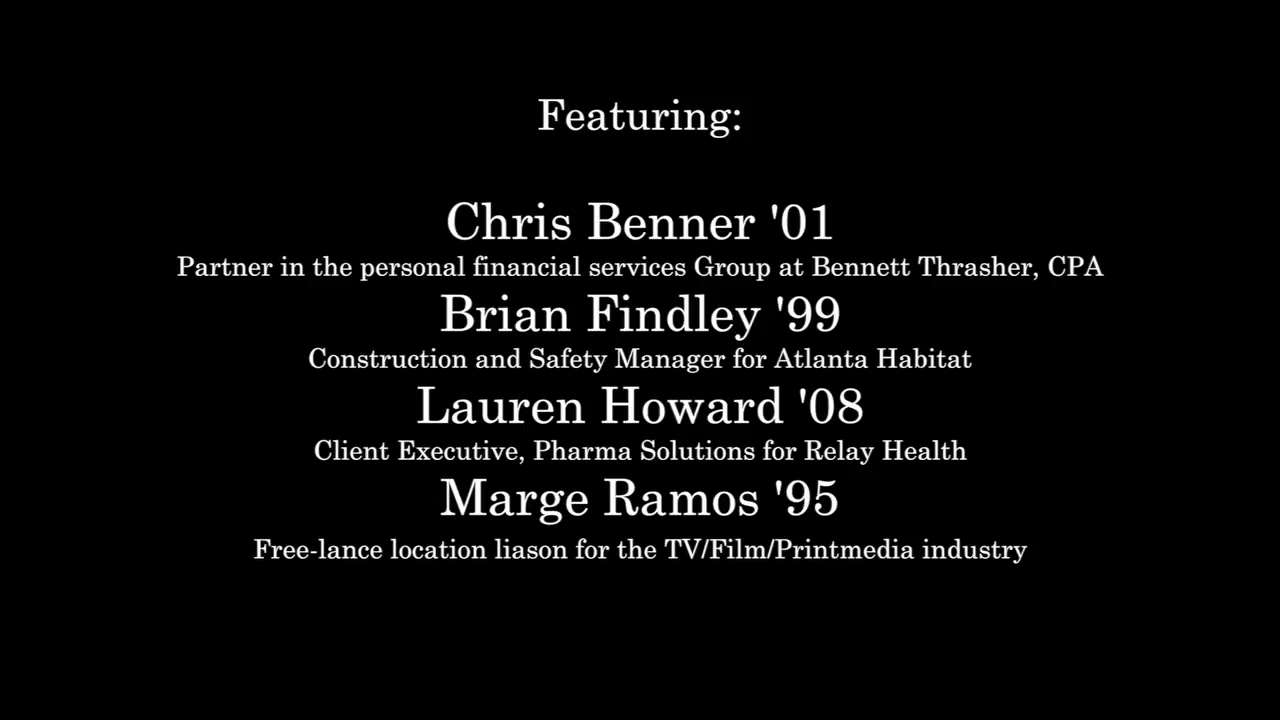 Featuring:
Chris Benner '01
Partner in the personal financial services Group at Bennett Thrasher, CPA
Brian Findley '99
Construction and Safety Manager for Atlanta Habitat
Lauren Howard '08
Client Executive, Pharma Solutions for Relay Health
Marge Ramos '95
Free-lance location liason for the TV/Film/Printmedia industry